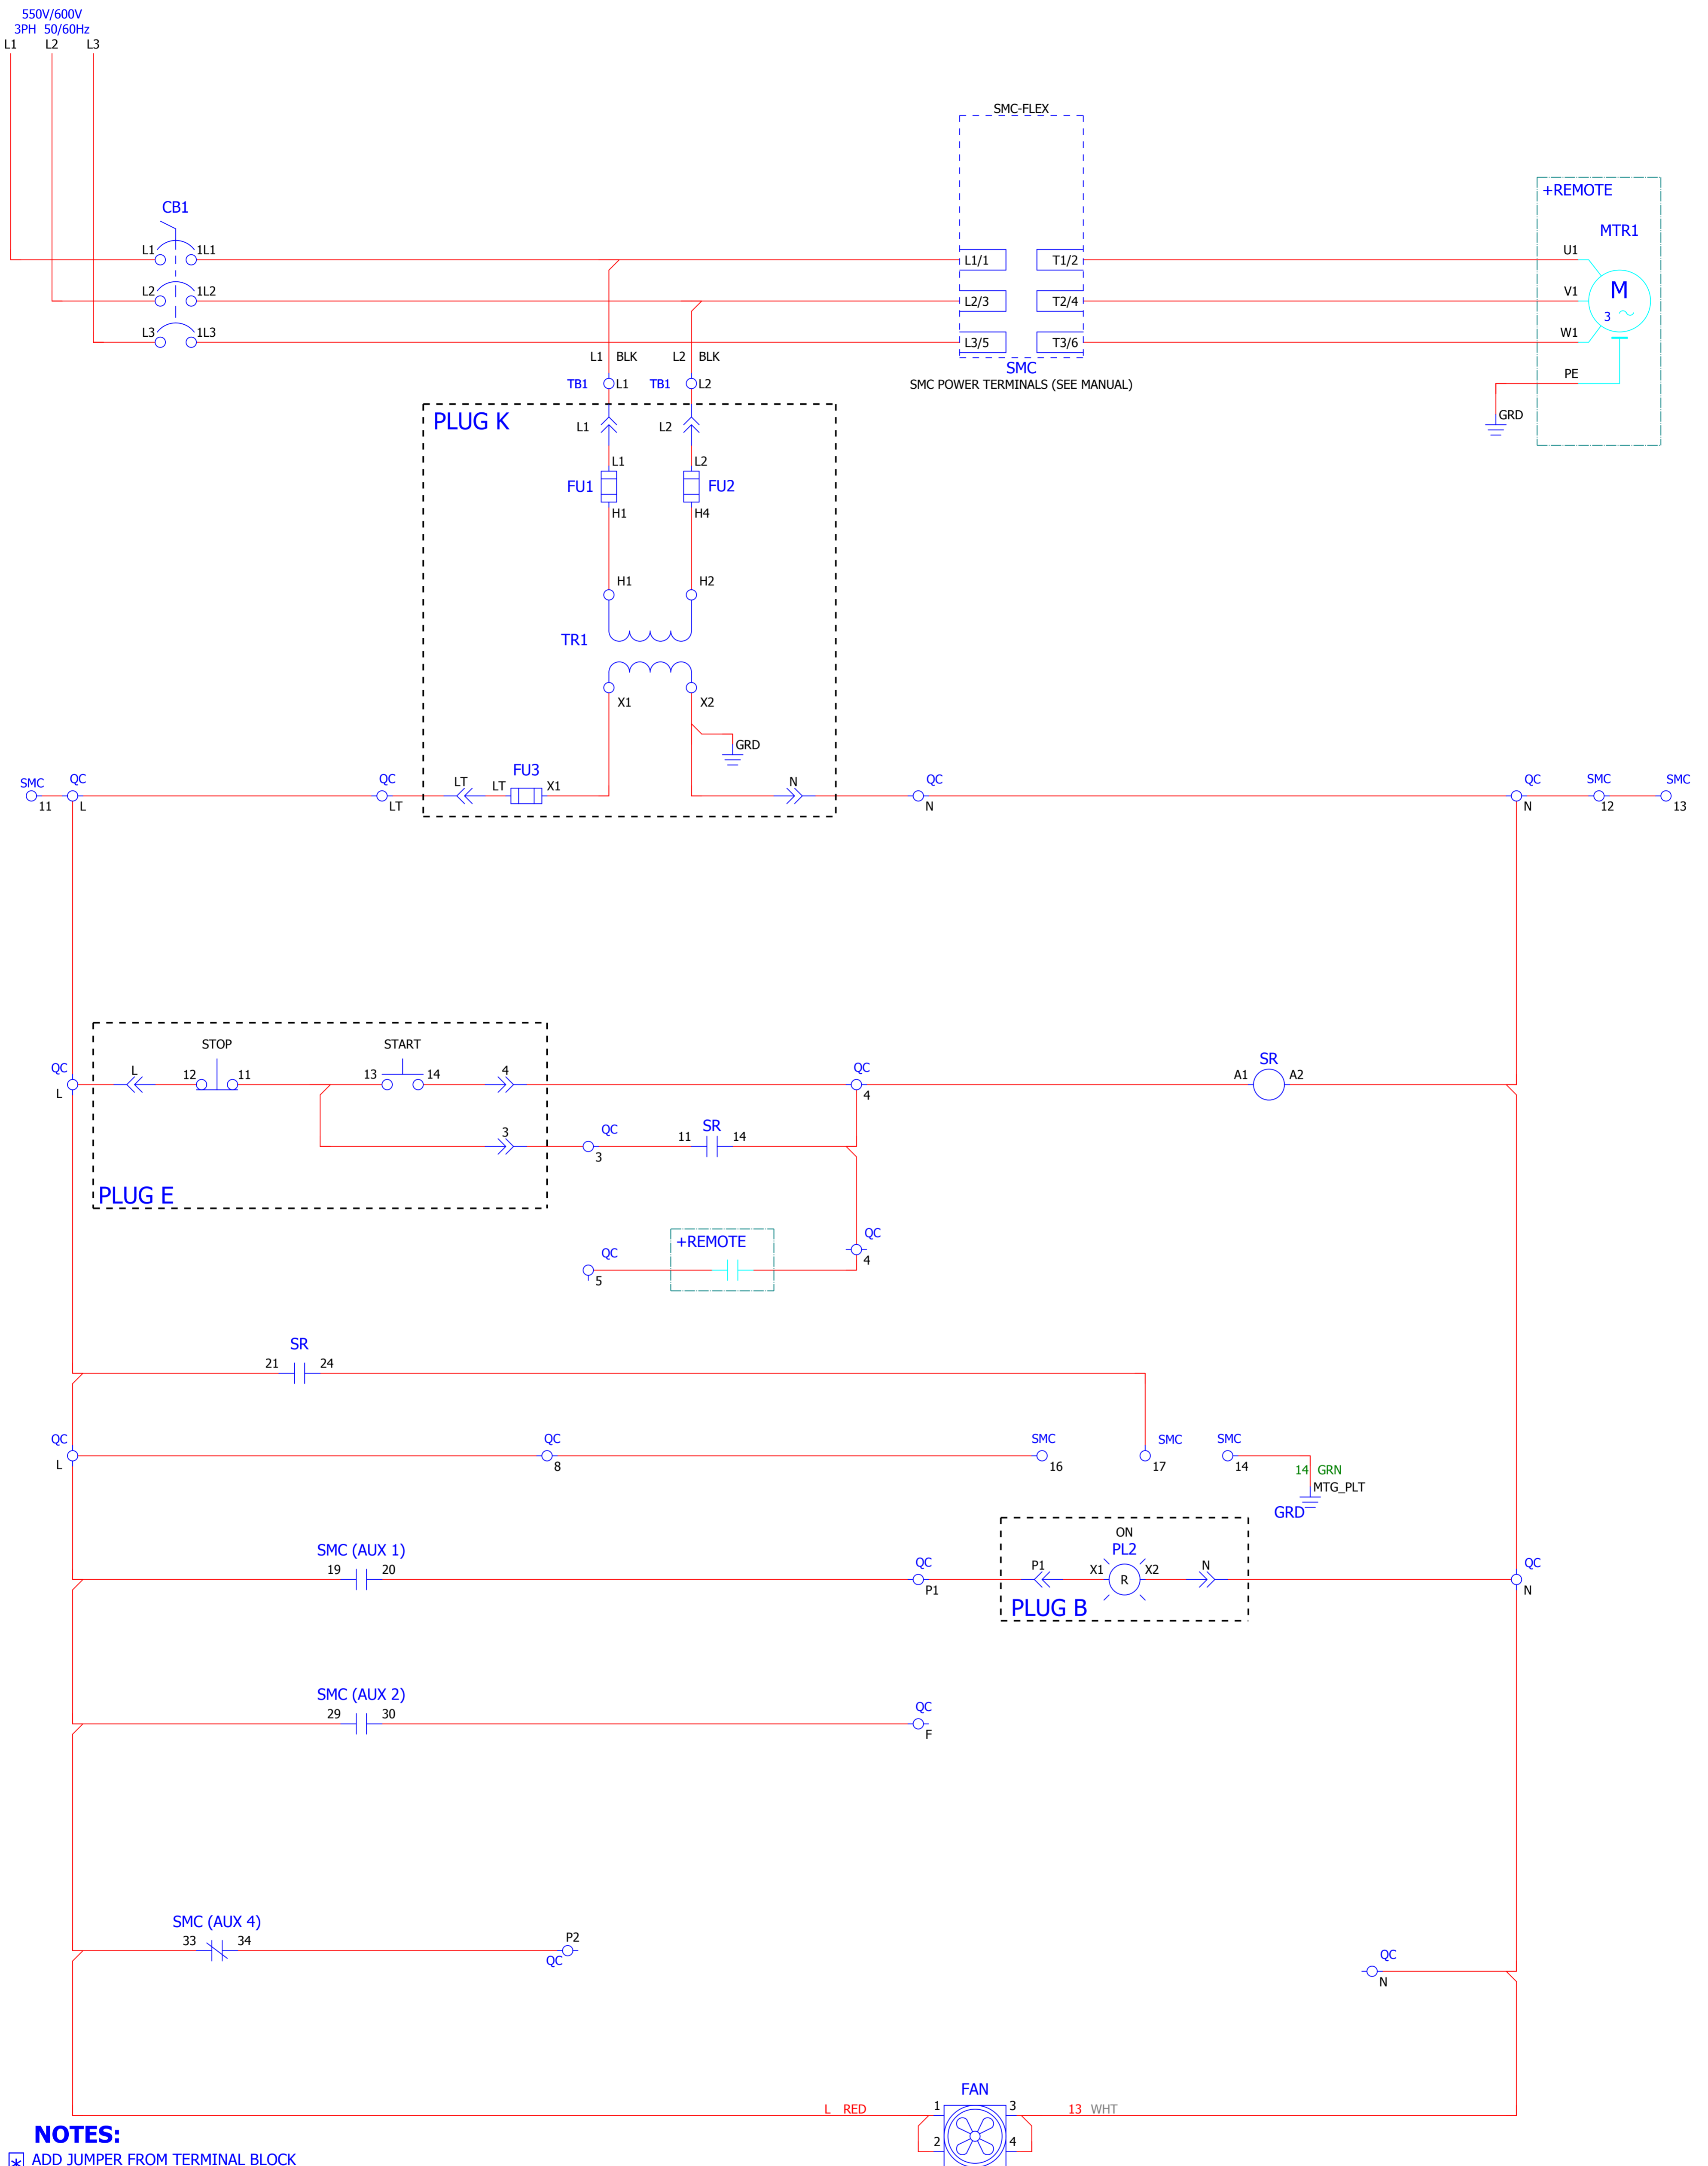 550V/600V
3PH 50/60Hz
L1 L2 L3
SMC-FLEX
+REMOTE
CB1
MTR1
L1 1L1
L1/1 T1/2
U1
L2 1L2
L2/3 T2/4
V1
M
3
L3 1L3
L3/5 T3/6
W1
L1 BLK L2 BLK
SMC
TB1 L1 TB1 L2
SMC POWER TERMINALS (SEE MANUAL)
PE
GRD
PLUG K
L1 L2
L1 L2
FU1 FU2
H1 H4
H1 H2
TR1
X1 X2
GRD
SMC QC QC LT LT FU3 X1 N QC QC SMC SMC
11 L LT N N 12 13
STOP START
QC L 12 11 13 14 4 QC SR
L 4 A1 A2
3 QC 11 SR 14
3
PLUG E
+REMOTE
QC QC
5 4
SR
21 24
QC QC SMC SMC SMC
L 8 16 17 14
14 GRN
MTG_PLT
GRD
ON
SMC (AUX 1) PL2
19 20 QC P1 X1 R X2 N QC
P1 N
PLUG B
SMC (AUX 2)
29 30 QC
F
SMC (AUX 4)
33 34 P2
QC QC
N
FAN
L RED 1 3 13 WHT
2 4
NOTES:
* ADD JUMPER FROM TERMINAL BLOCK